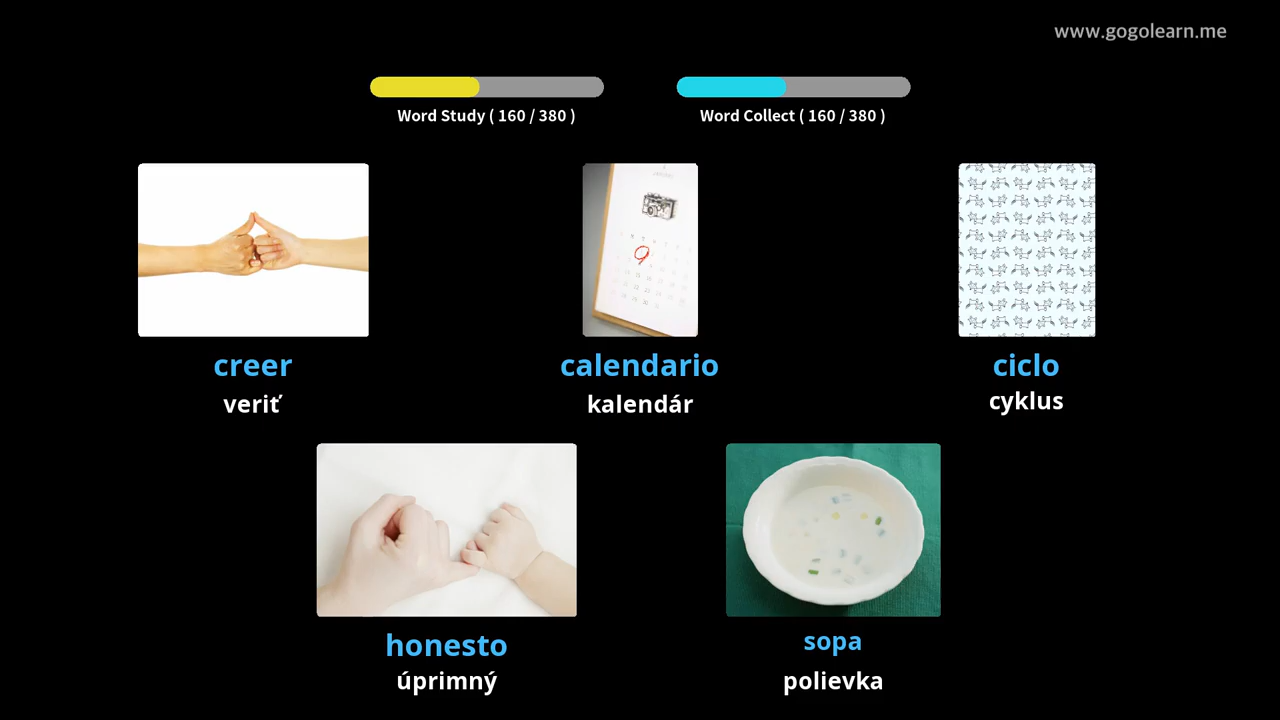 www.gogolearn.me
Word Study ( 160 / 380 )
Word Collect ( 160 / 380 )
creer
veriť
calendario
kalendár
ciclo
cyklus
honesto
úprimný
sopa
polievka